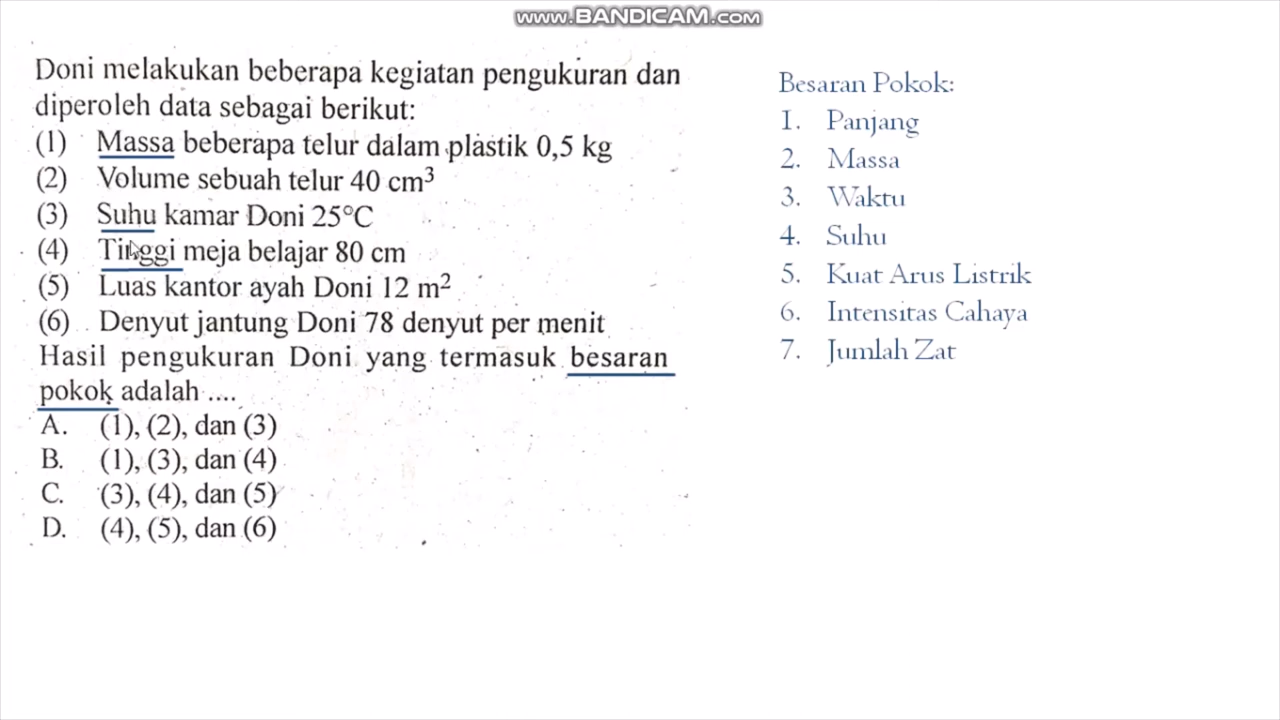 www.BANDICAM.com
Doni melakukan beberapa kegiatan pengukuran dan
diperoleh data sebagai berikut:
(1) Massa beberapa telur dalam plastik 0,5 kg
(2) Volume sebuah telur 40 cm³
(3) Suhu kamar Doni 25°C
(4) Tinggi meja belajar 80 cm
(5) Luas kantor ayah Doni 12 m²
(6) Denyut jantung Doni 78 denyut per menit
Hasil pengukuran Doni yang termasuk besaran
pokok adalah ....
A. (1), (2), dan (3)
B. (1), (3), dan (4)
C. (3), (4), dan (5)
D. (4), (5), dan (6)
Besaran Pokok:
1. Panjang
2. Massa
3. Waktu
4. Suhu
5. Kuat Arus Listrik
6. Intensitas Cahaya
7. Jumlah Zat